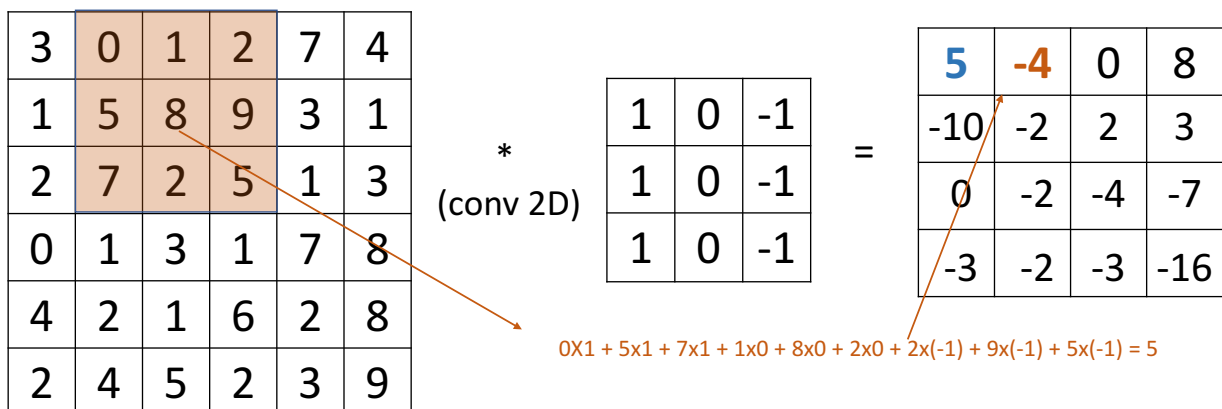 3 0 1 2 7 4
1 5 8 9 3 1
2 7 2 5 1 3
0 1 3 1 7 8
4 2 1 6 2 8
2 4 5 2 3 9
*
(conv 2D)
1 0 -1
1 0 -1
1 0 -1
=
5 -4 0 8
-10 -2 2 3
0 -2 -4 -7
-3 -2 -3 -16
0X1 + 5x1 + 7x1 + 1x0 + 8x0 + 2x0 + 2x(-1) + 9x(-1) + 5x(-1) = 5